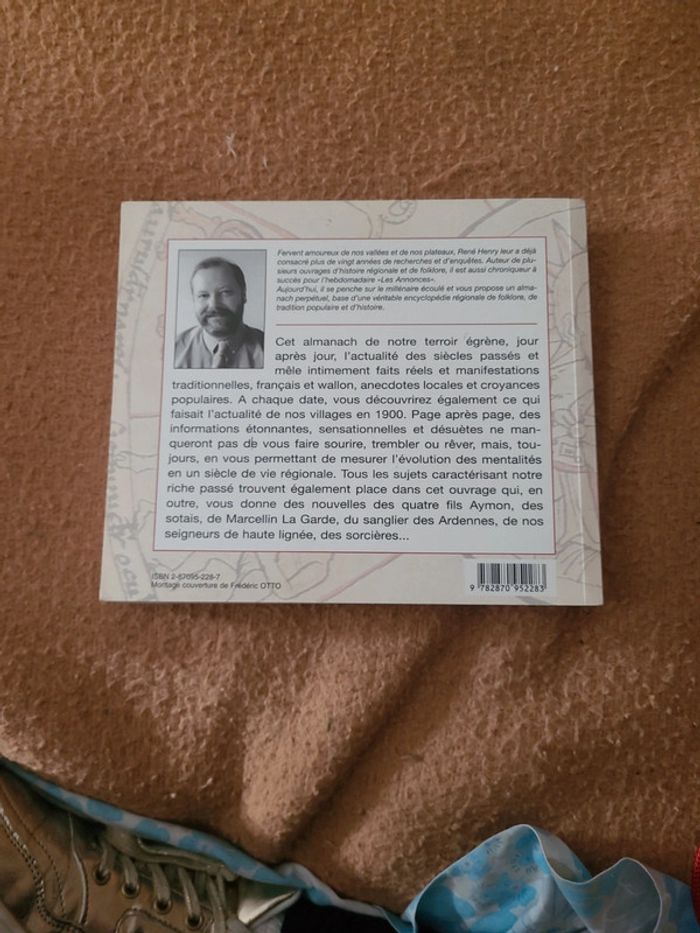 Fervent amoureux de nos vallées et de nos plateaux, René Henry leur a déjà
consacré plus de vingt années de recherches et d'enquêtes. Auteur de plu-
sieurs ouvrages d'histoire régionale et de folklore, il est aussi chroniqueur à
succès pour l'hebdomadaire «Les Annonces».
Aujourd'hui, il se penche sur le millénaire écoulé et vous propose un alma-
nach perpétuel, base d'une véritable encyclopédie régionale de folklore, de
tradition populaire et d'histoire.
Cet almanach de notre terroir égrène, jour
après jour, l'actualité des siècles passés et
mêle intimement faits réels et manifestations
traditionnelles, français et wallon, anecdotes locales et croyances
populaires. A chaque date, vous découvrirez également ce qui
faisait l'actualité de nos villages en 1900. Page après page, des
informations étonnantes, sensationnelles et désuètes ne man-
queront pas de vous faire sourire, trembler ou rêver, mais, tou-
jours, en vous permettant de mesurer l'évolution des mentalités
en un siècle de vie régionale. Tous les sujets caractérisant notre
riche passé trouvent également place dans cet ouvrage qui, en
outre, vous donne des nouvelles des quatre fils Aymon, des
sotais, de Marcellin La Garde, du sanglier des Ardennes, de nos
seigneurs de haute lignée, des sorcières...
ISBN 2-87095-228-7
Montage couverture de Frédéric OTTO
9 782870 952283